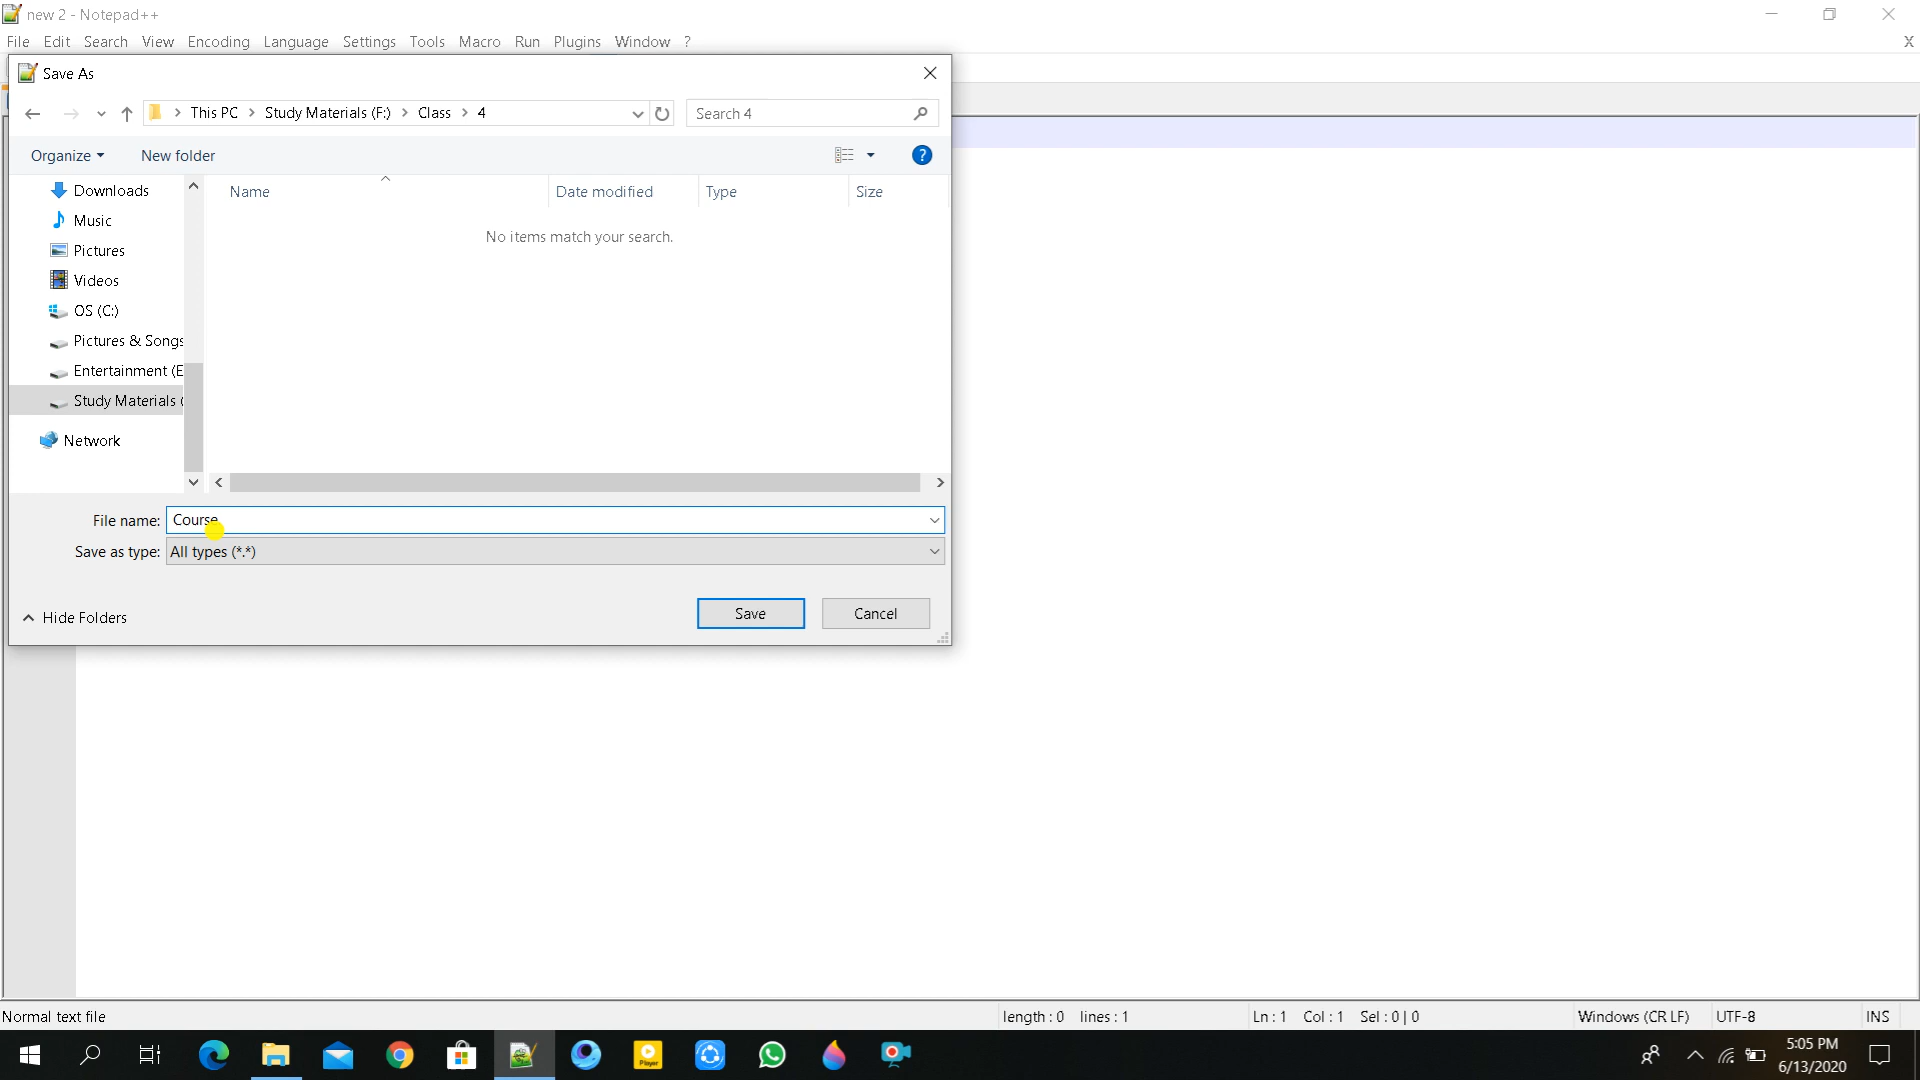 new 2 - Notepad++
File Edit Search View Encoding Language Settings Tools Macro Run Plugins Window ? X
Save As
This PC > Study Materials (F:) > Class > 4
Search 4
Organize New folder ?
Name Date modified Type Size
Downloads
Music
No items match your search.
Pictures
Videos
OS (C:)
Pictures & Songs
Entertainment (E
Study Materials (
Network
File name: Course
Save as type: All types (*.*)
Hide Folders Save Cancel
Normal text file length : 0 lines : 1 Ln : 1 Col : 1 Sel : 0 | 0 Windows (CR LF) UTF-8 INS
Player
5:05 PM
6/13/2020